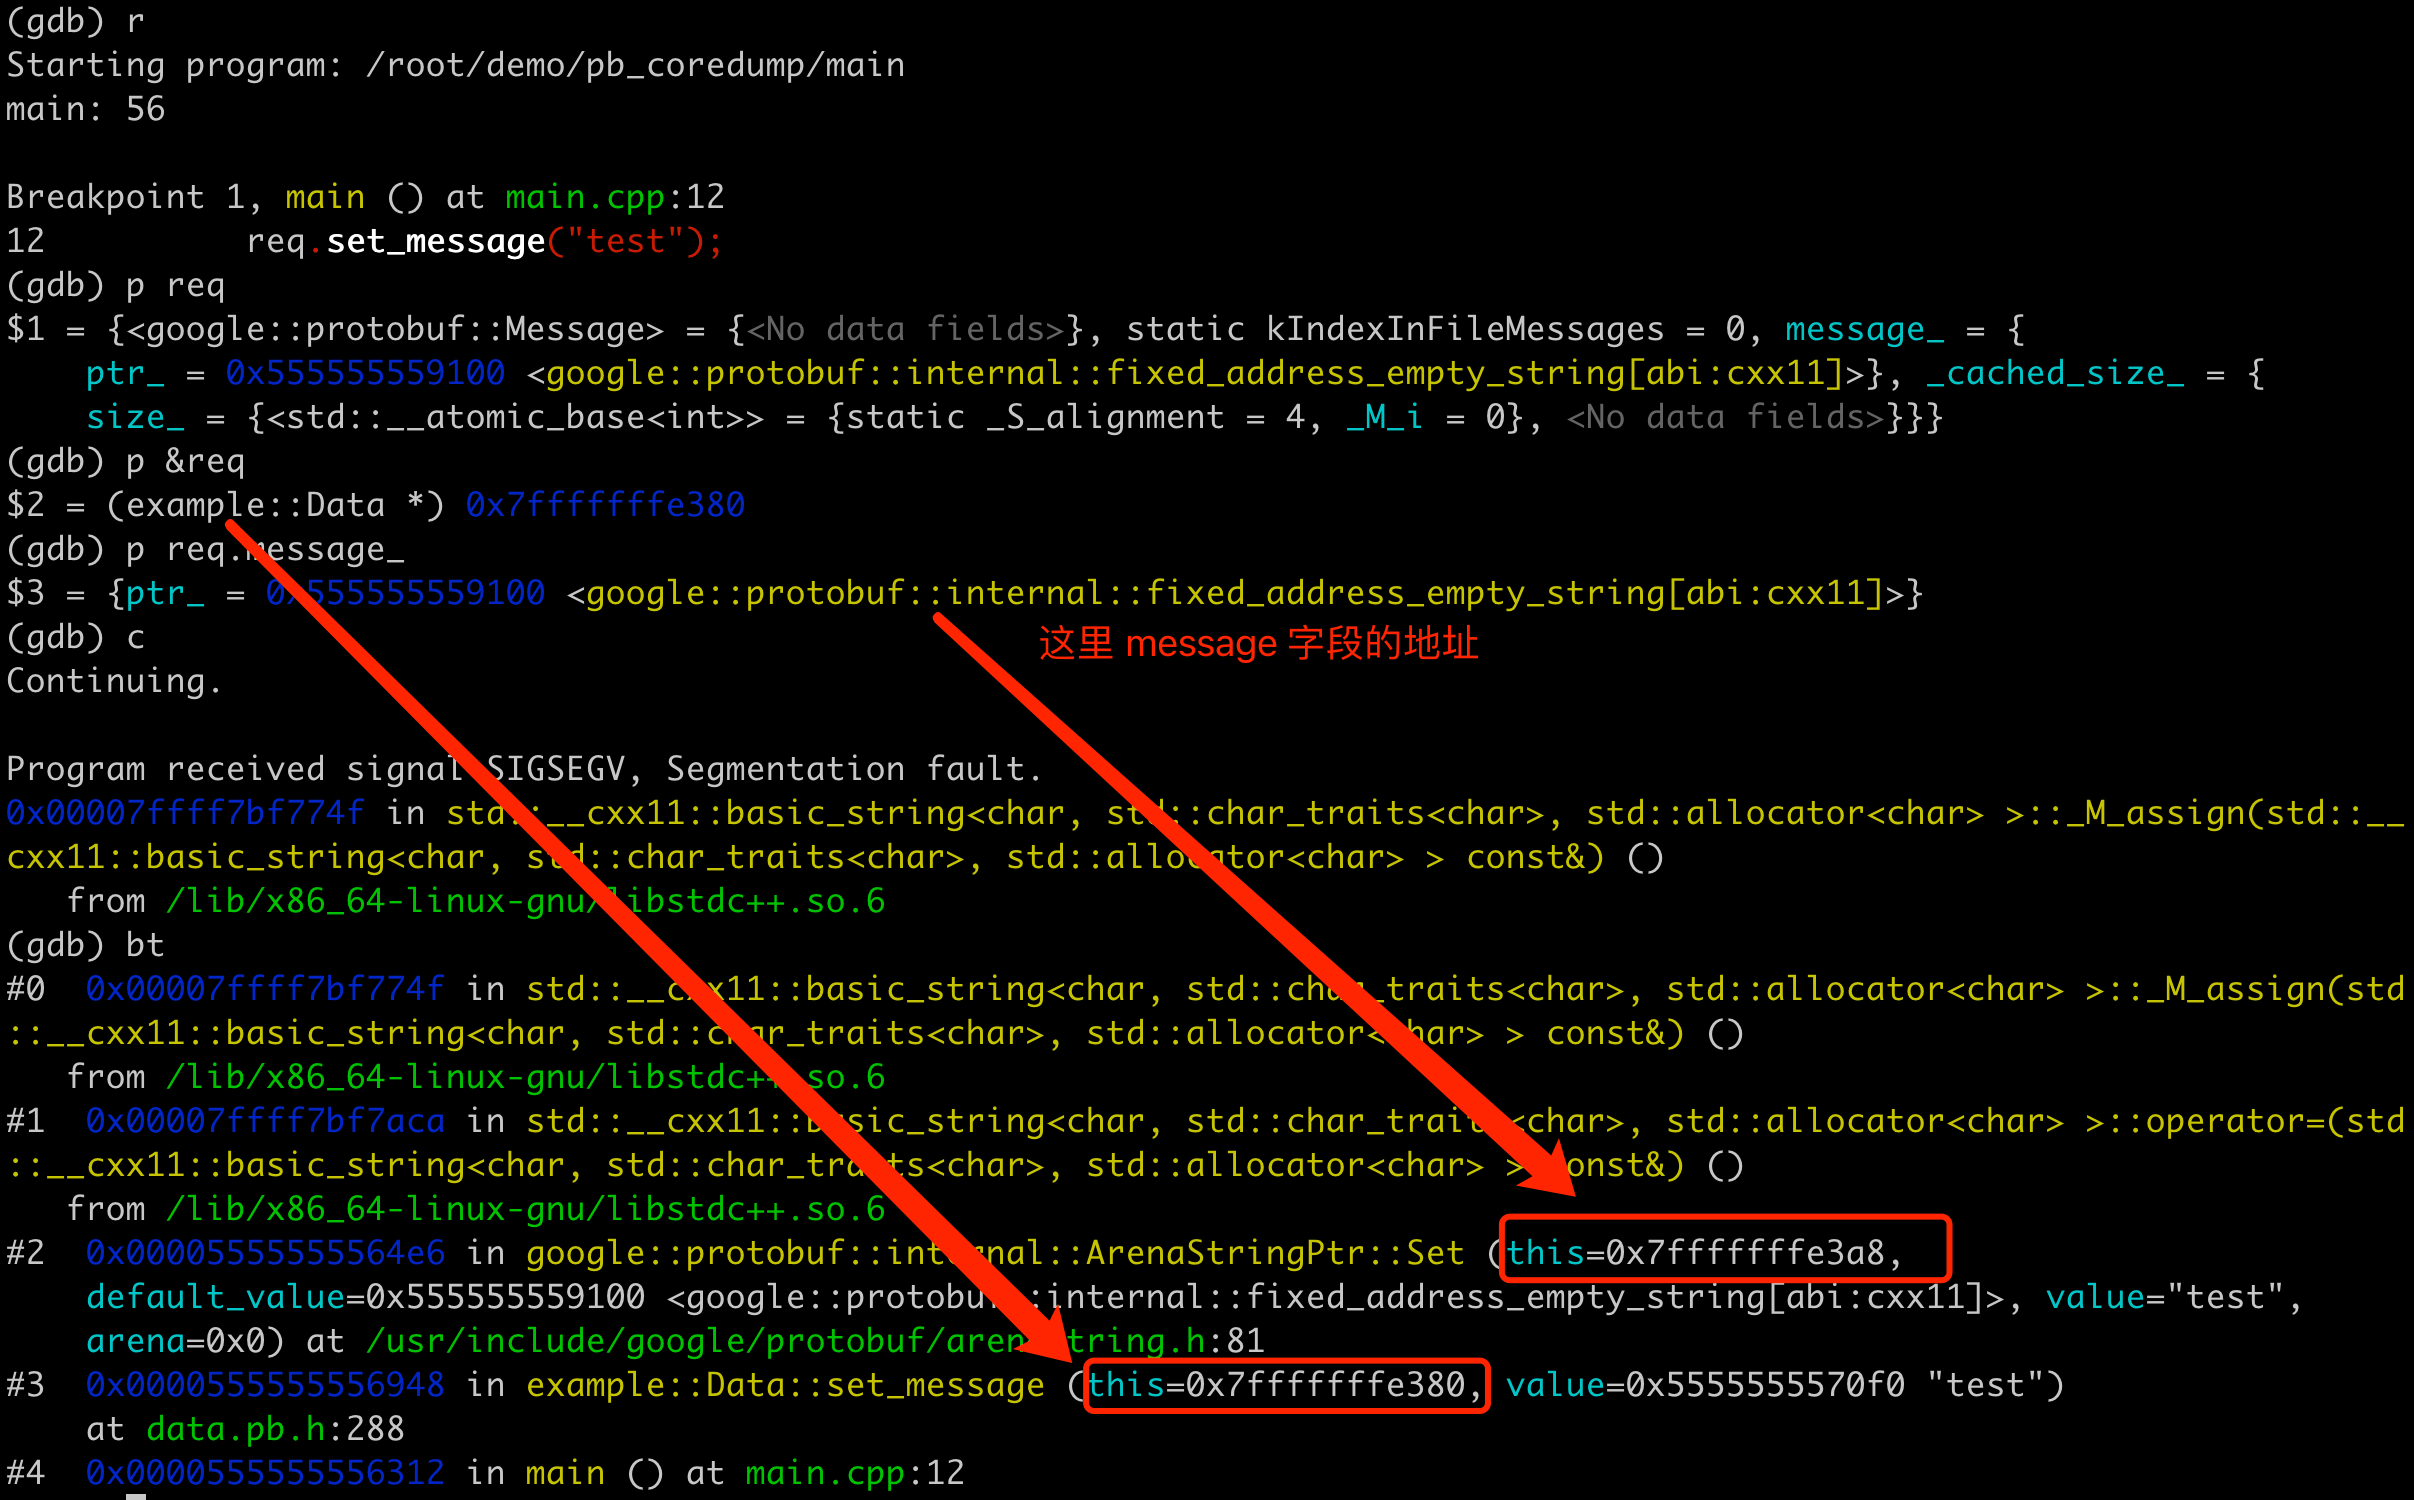 (gdb) r
Starting program: /root/demo/pb_coredump/main
main: 56
Breakpoint 1, main () at main.cpp:12
12          req.set_message("test");
(gdb) p req
$1 = {<google::protobuf::Message> = {<No data fields>}, static kIndexInFileMessages = 0, message_ = {
    ptr_ = 0x555555559100 <google::protobuf::internal::fixed_address_empty_string[abi:cxx11]>}, _cached_size_ = {
    size_ = {<std::__atomic_base<int>> = {static _S_alignment = 4, _M_i = 0}, <No data fields>}}}
(gdb) p &req
$2 = (example::Data *) 0x7fffffffe380
(gdb) p req.message_
$3 = {ptr_ = 0x555555559100 <google::protobuf::internal::fixed_address_empty_string[abi:cxx11]>}
(gdb) c
这里 message 字段的地址
Continuing.
Program received signal SIGSEGV, Segmentation fault.
0x00007ffff7bf774f in std::__cxx11::basic_string<char, std::char_traits<char>, std::allocator<char> >::_M_assign(std::__
cxx11::basic_string<char, std::char_traits<char>, std::allocator<char> > const&) ()
   from /lib/x86_64-linux-gnu/libstdc++.so.6
(gdb) bt
#0  0x00007ffff7bf774f in std::__cxx11::basic_string<char, std::char_traits<char>, std::allocator<char> >::_M_assign(std
::__cxx11::basic_string<char, std::char_traits<char>, std::allocator<char> > const&) ()
   from /lib/x86_64-linux-gnu/libstdc++.so.6
#1  0x00007ffff7bf7aca in std::__cxx11::basic_string<char, std::char_traits<char>, std::allocator<char> >::operator=(std
::__cxx11::basic_string<char, std::char_traits<char>, std::allocator<char> > const&) ()
   from /lib/x86_64-linux-gnu/libstdc++.so.6
#2  0x00005555555564e6 in google::protobuf::internal::ArenaStringPtr::Set (this=0x7fffffffe3a8,
    default_value=0x555555559100 <google::protobuf::internal::fixed_address_empty_string[abi:cxx11]>, value="test",
    arena=0x0) at /usr/include/google/protobuf/arenastring.h:81
#3  0x0000555555556948 in example::Data::set_message (this=0x7fffffffe380, value=0x5555555570f0 "test")
    at data.pb.h:288
#4  0x0000555555556312 in main () at main.cpp:12